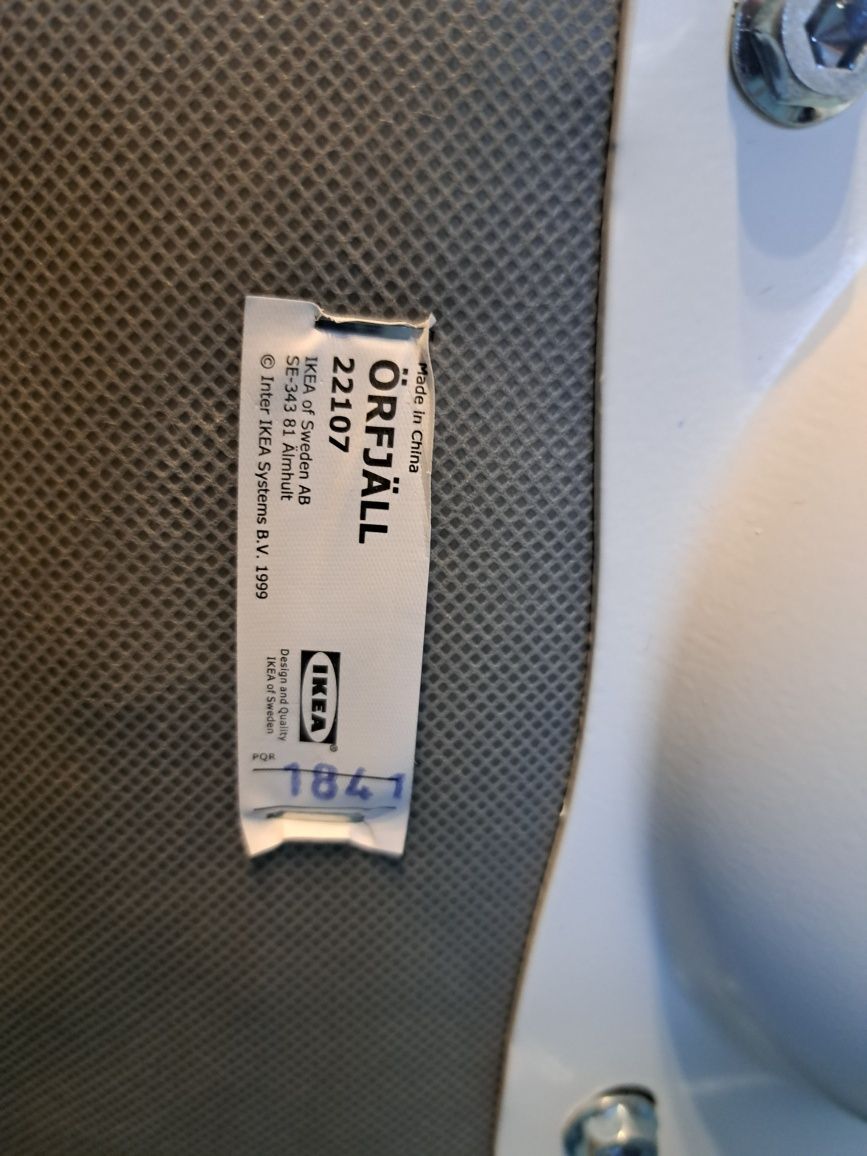 Made in China
ÖRFJÄLL
22107
IKEA of Sweden AB
SE-343 81 Älmhult
© Inter IKEA Systems B.V. 1999
IKEA®
Design and Quality
IKEA of Sweden
PQR
1841